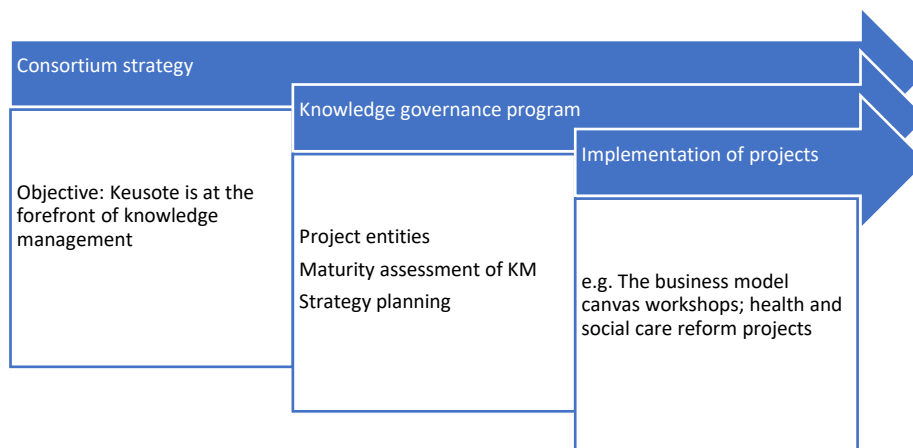 Consortium strategy
Objective: Keusote is at the
forefront of knowledge
management
Knowledge governance program
Project entities
Maturity assessment of KM
Strategy planning
Implementation of projects
e.g. The business model
canvas workshops; health and
social care reform projects